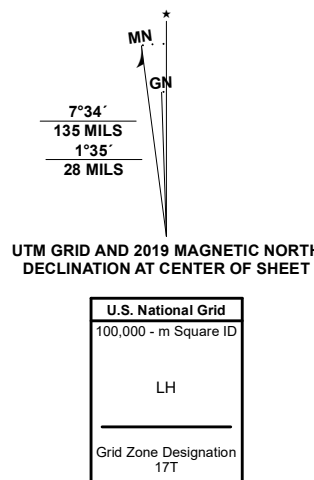 ★
MN
GN
7°34´
135 MILS
1°35´
28 MILS
UTM GRID AND 2019 MAGNETIC NORTH
DECLINATION AT CENTER OF SHEET
U.S. National Grid
100,000 - m Square ID
LH
Grid Zone Designation
17T